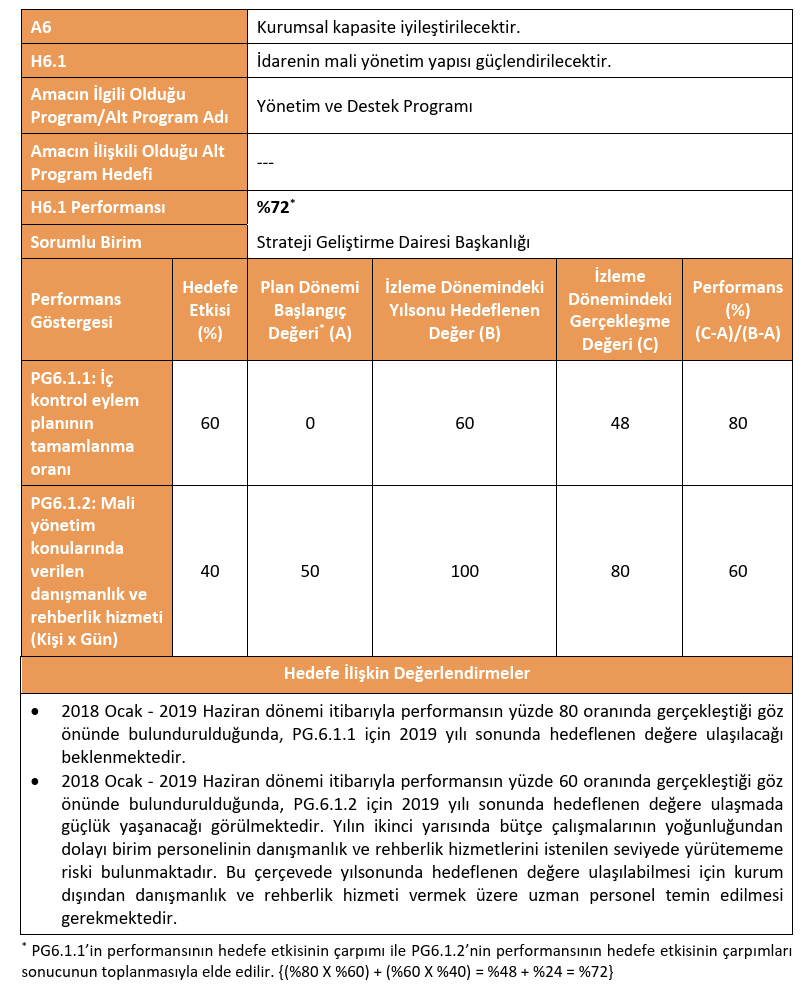 A6
Kurumsal kapasite iyileştirilecektir.
H6.1
İdarenin mali yönetim yapısı güçlendirilecektir.
Amacın İlgili Olduğu
Program/Alt Program Adı
Yönetim ve Destek Programı
Amacın İlişkili Olduğu Alt
Program Hedefi
---
H6.1 Performansı
%72*
Sorumlu Birim
Strateji Geliştirme Dairesi Başkanlığı
Performans
Göstergesi
Hedefe
Etkisi
(%)
Plan Dönemi
Başlangıç
Değeri* (A)
İzleme Dönemindeki
Yılsonu Hedeflenen
Değer (B)
İzleme
Dönemindeki
Gerçekleşme
Değeri (C)
Performans
(%)
(C-A)/(B-A)
PG6.1.1: İç
kontrol eylem
planının
tamamlanma
oranı
60
0
60
48
80
PG6.1.2: Mali
yönetim
konularında
verilen
danışmanlık ve
rehberlik hizmeti
(Kişi x Gün)
40
50
100
80
60
Hedefe İlişkin Değerlendirmeler
• 2018 Ocak - 2019 Haziran dönemi itibarıyla performansın yüzde 80 oranında gerçekleştiği göz
önünde bulundurulduğunda, PG.6.1.1 için 2019 yılı sonunda hedeflenen değere ulaşılacağı
beklenmektedir.
• 2018 Ocak - 2019 Haziran dönemi itibarıyla performansın yüzde 60 oranında gerçekleştiği göz
önünde bulundurulduğunda, PG.6.1.2 için 2019 yılı sonunda hedeflenen değere ulaşmada
güçlük yaşanacağı görülmektedir. Yılın ikinci yarısında bütçe çalışmalarının yoğunluğundan
dolayı birim personelinin danışmanlık ve rehberlik hizmetlerini istenilen seviyede yürütememe
riski bulunmaktadır. Bu çerçevede yılsonunda hedeflenen değere ulaşılabilmesi için kurum
dışından danışmanlık ve rehberlik hizmeti vermek üzere uzman personel temin edilmesi
gerekmektedir.
* PG6.1.1’in performansının hedefe etkisinin çarpımı ile PG6.1.2’nin performansının hedefe etkisinin çarpımları
sonucunun toplanmasıyla elde edilir. {(%80 X %60) + (%60 X %40) = %48 + %24 = %72}